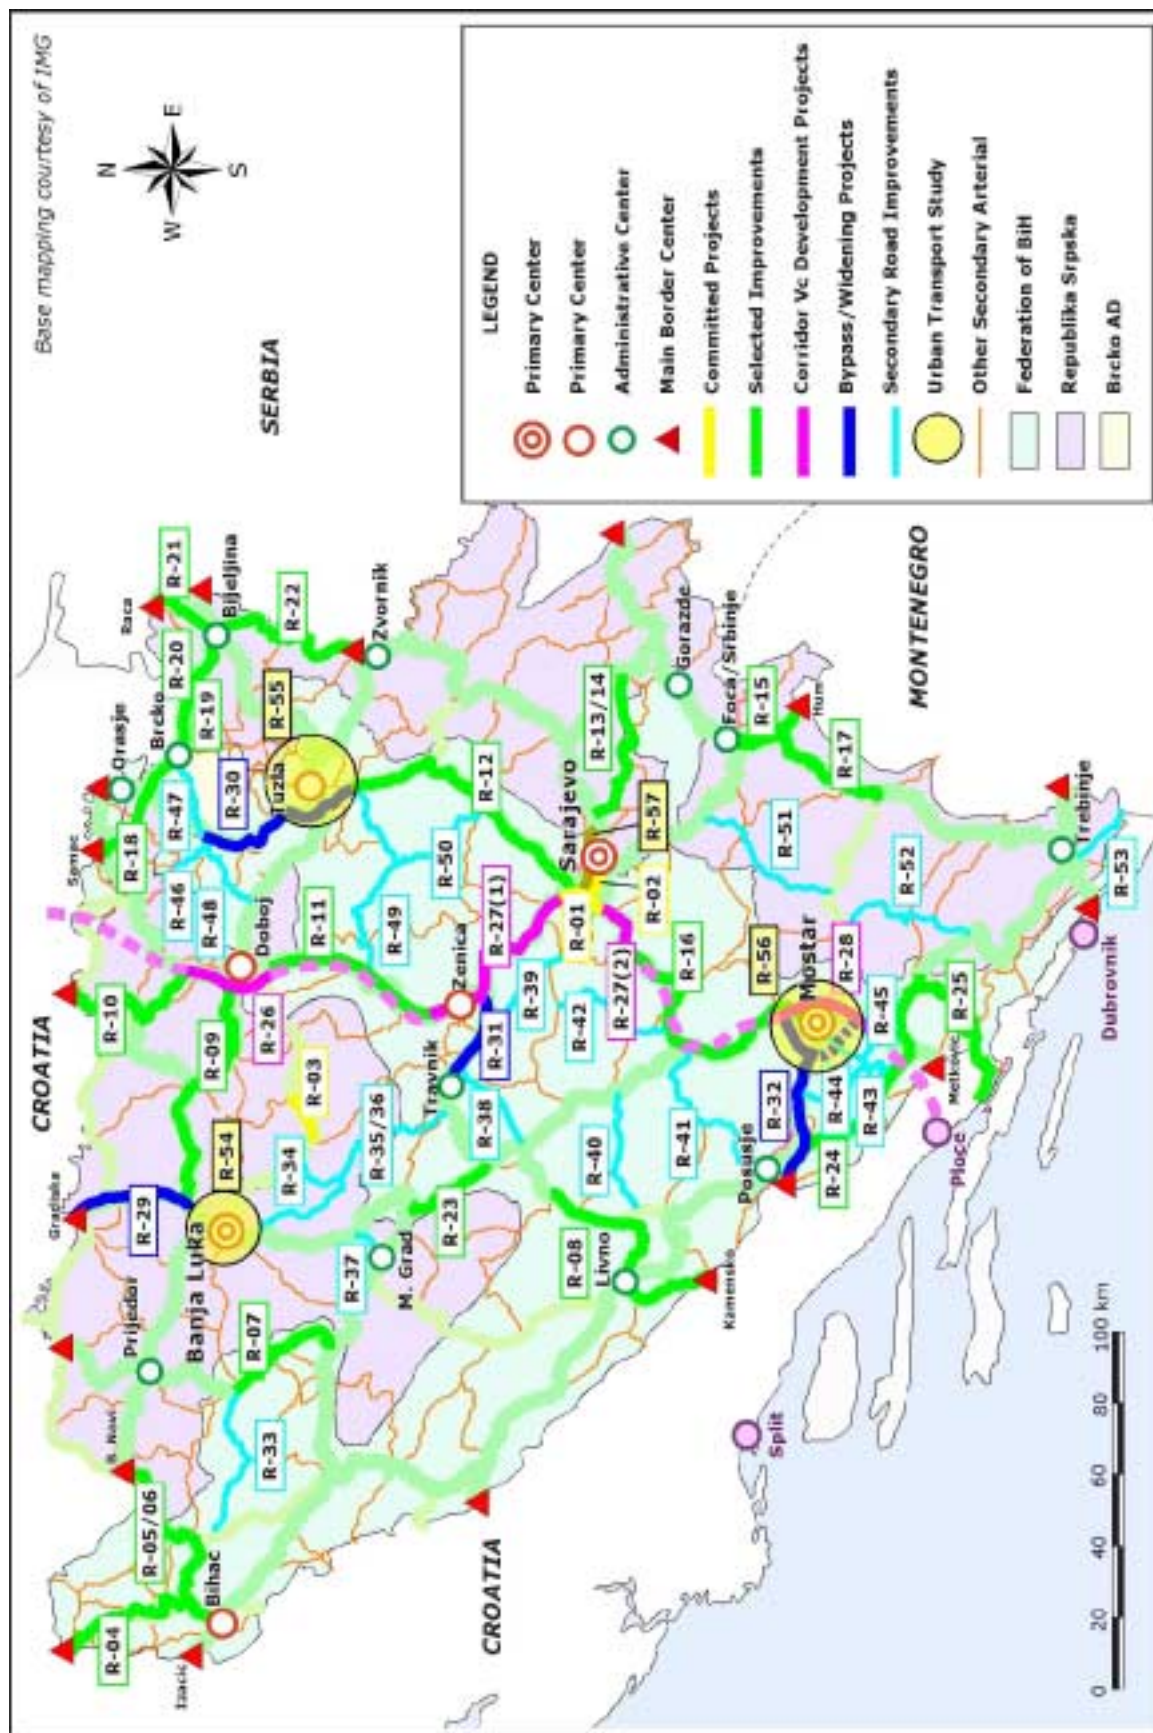 Base mapping courtesy of IMG
N
W
E
S
CROATIA
SERBIA
CROATIA
MONTENEGRO
LEGEND
Primary Center
Primary Center
Administrative Center
Main Border Center
Committed Projects
Selected Improvements
Corridor Vc Development Projects
Bypass/Widening Projects
Secondary Road Improvements
Urban Transport Study
Other Secondary Arterial
Federation of BiH
Republika Srpska
Brcko AD
R-04
R-05/06
Bihac
Izacic
B. Novi
Prijedor
R-33
R-07
Gradiska
R-29
Banja Luka
R-54
R-37
M. Grad
R-34
R-35/36
R-23
R-03
R-09
R-10
R-26
Doboj
R-11
R-48
R-46
R-47
R-18
Samac
Orasje
Brcko
R-19
R-20
Raca
R-21
Bijeljina
R-22
Zvornik
R-30
Tuzla
R-55
R-12
R-50
R-49
Zenica
R-27(1)
R-31
Travnik
R-38
R-39
R-01
R-02
Sarajevo
R-57
R-13/14
Gorazde
Foca/Srbinje
R-15
Hum
R-17
R-51
R-52
R-53
Trebinje
Dubrovnik
R-27(2)
R-42
R-16
R-56
Mostar
R-28
R-45
R-25
Metkovic
R-44
R-43
R-32
R-24
Posusje
R-41
R-40
R-08
Livno
Kamensko
Ploce
Split
0
20
40
60
80
100 km